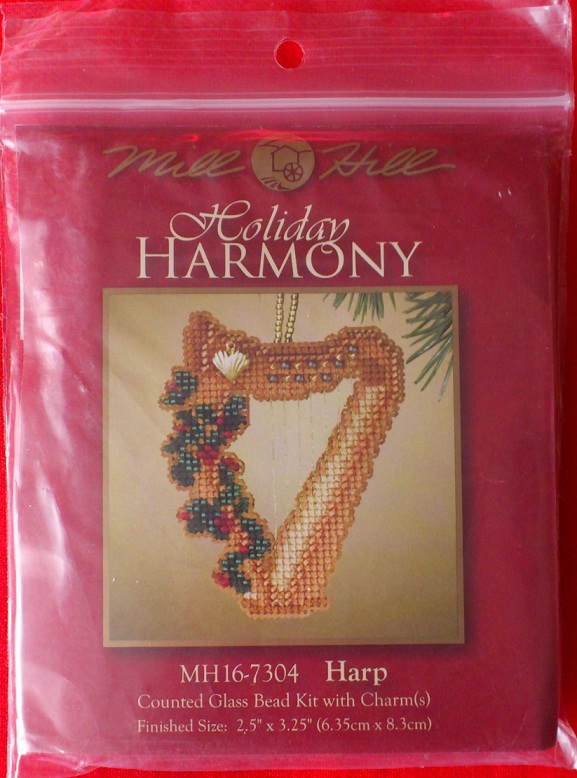 Mill Hill
Holiday
HARMONY
MH16-7304 Harp
Counted Glass Bead Kit with Charm(s)
Finished Size: 2.5" x 3.25" (6.35cm x 8.3cm)